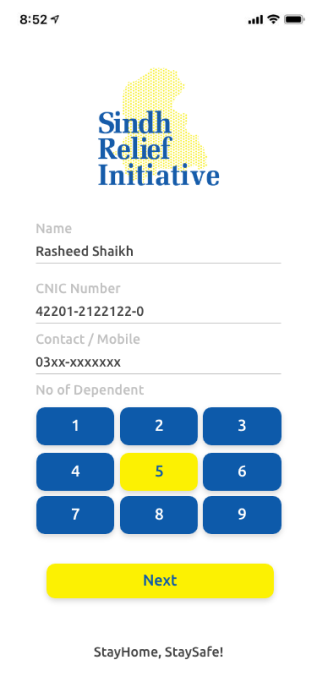 8:52
Sindh
Relief
Initiative
Name
Rasheed Shaikh
CNIC Number
42201-2122122-0
Contact / Mobile
03xx-xxxxxxx
No of Dependent
1 2 3
4 5 6
7 8 9
Next
StayHome, StaySafe!